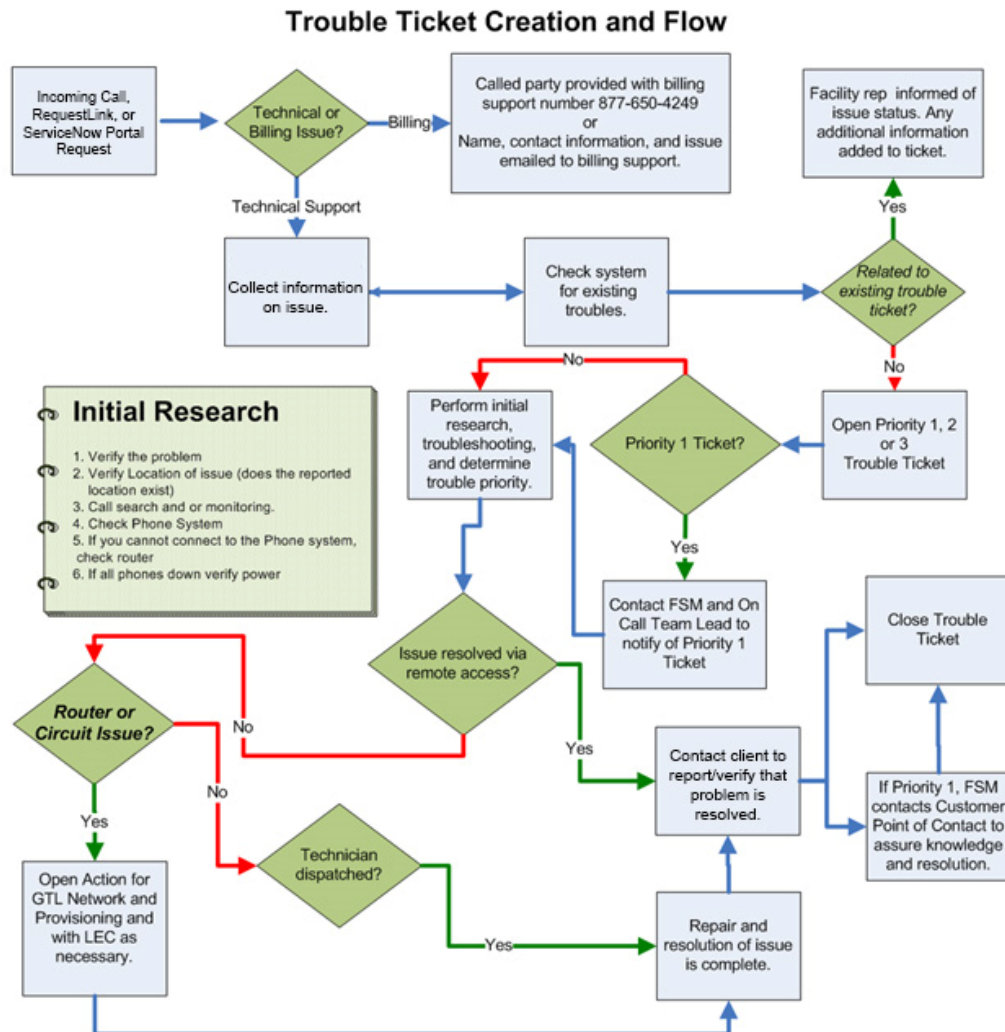 Trouble Ticket Creation and Flow
Incoming Call,
RequestLink, or
ServiceNow Portal
Request
Technical or
Billing Issue?
Billing
Called party provided with billing
support number 877-650-4249
or
Name, contact information, and issue
emailed to billing support.
Facility rep informed of
issue status. Any
additional information
added to ticket.
Yes
Technical Support
Collect information
on issue.
Check system
for existing
troubles.
Related to
existing trouble
ticket?
No
No
Perform initial
research,
troubleshooting,
and determine
trouble priority.
Priority 1 Ticket?
Open Priority 1, 2
or 3
Trouble Ticket
Initial Research
1. Verify the problem
2. Verify Location of issue (does the reported
location exist)
3. Call search and or monitoring.
4. Check Phone System
5. If you cannot connect to the Phone system,
check router
6. If all phones down verify power
Yes
Contact FSM and On
Call Team Lead to
notify of Priority 1
Ticket
Close Trouble
Ticket
Issue resolved via
remote access?
No
Router or
Circuit Issue?
Yes
No
Yes
Contact client to
report/verify that
problem is
resolved.
If Priority 1, FSM
contacts Customer
Point of Contact to
assure knowledge
and resolution.
Open Action for
GTL Network and
Provisioning and
with LEC as
necessary.
Technician
dispatched?
Yes
Repair and
resolution of issue
is complete.